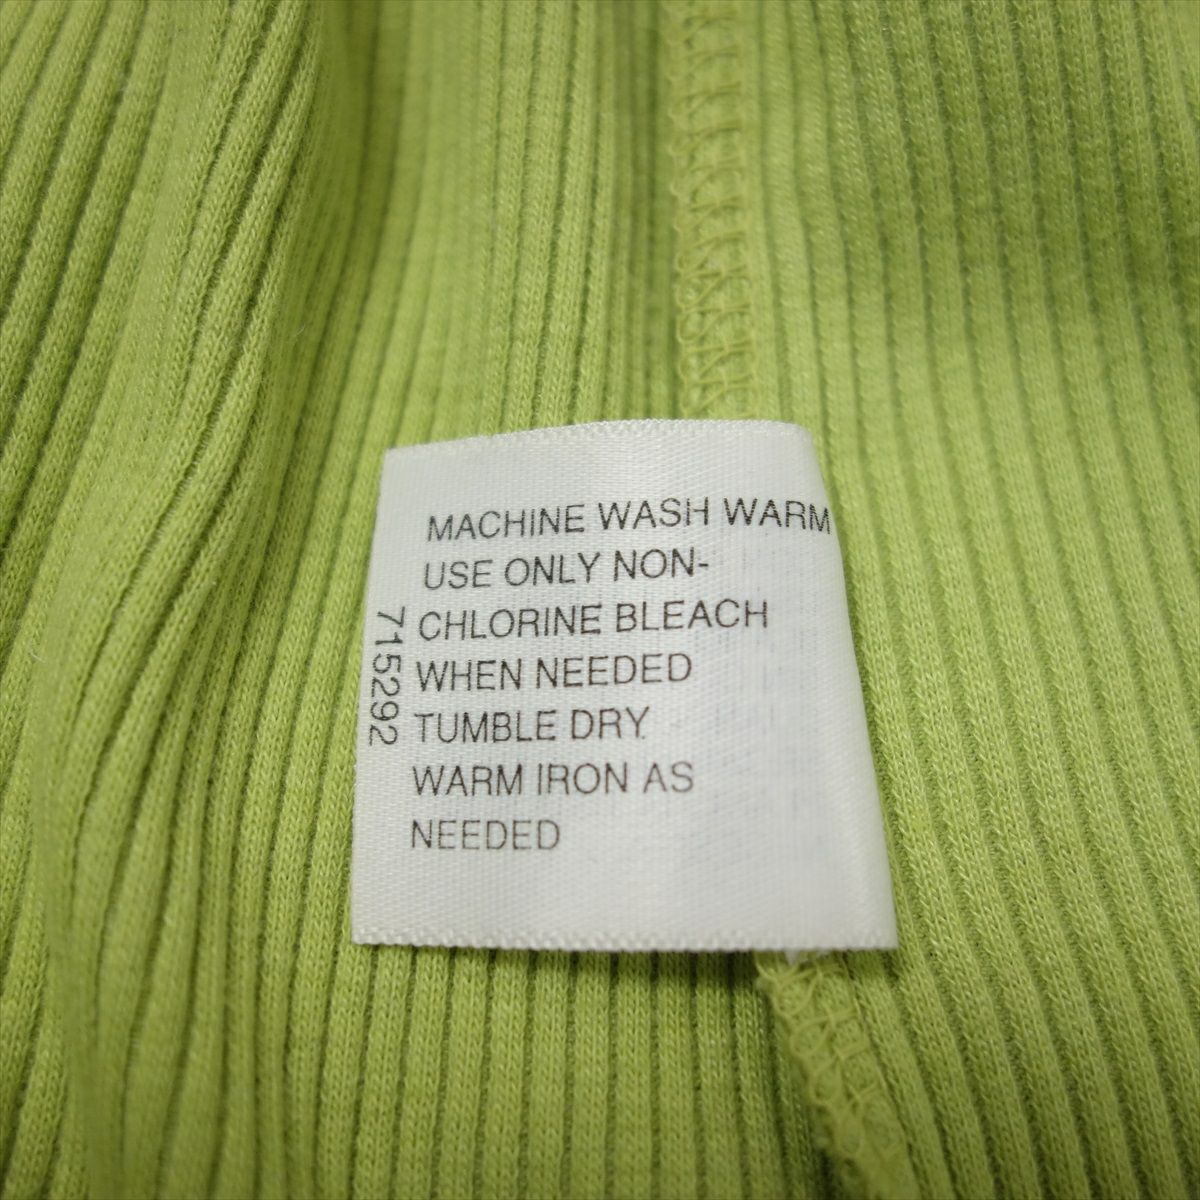 MACHINE WASH WARM
USE ONLY NON-
CHLORINE BLEACH
WHEN NEEDED
TUMBLE DRY
WARM IRON AS
NEEDED
715292